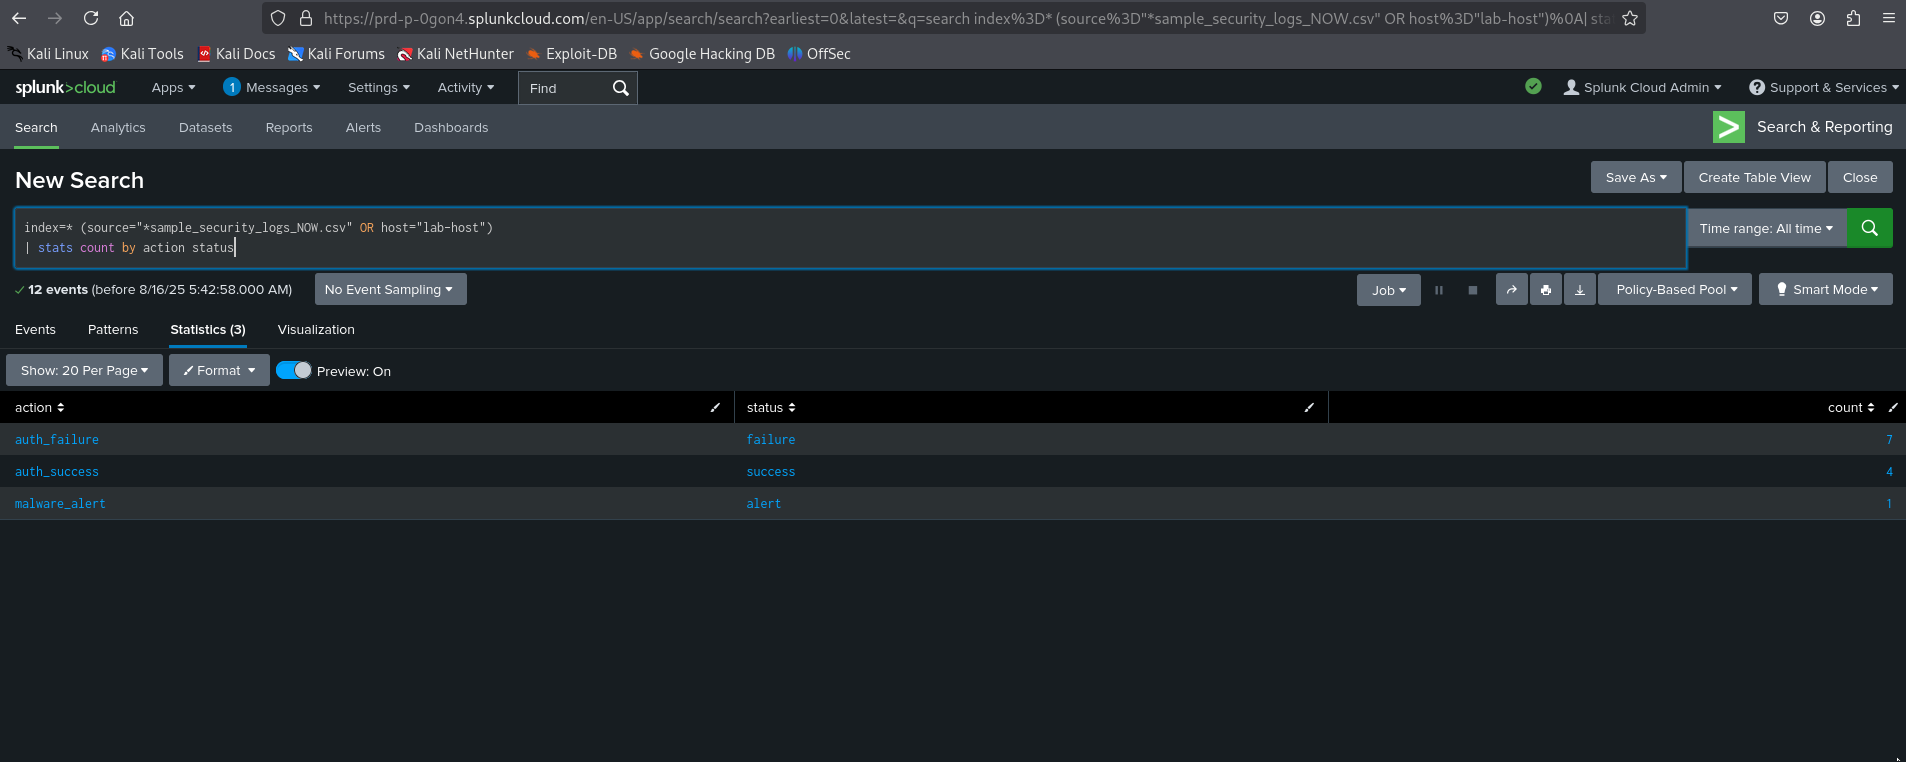 https://prd-p-0gon4.splunkcloud.com/en-US/app/search/search?earliest=0&latest=&q=search index%3D* (source%3D"*sample_security_logs_NOW.csv" OR host%3D"lab-host")%0A| sta
Kali Linux Kali Tools Kali Docs Kali Forums Kali NetHunter Exploit-DB Google Hacking DB OffSec
splunk>cloud Apps 1 Messages Settings Activity Find Splunk Cloud Admin Support & Services
Search Analytics Datasets Reports Alerts Dashboards Search & Reporting
New Search Save As Create Table View Close
index=* (source="*sample_security_logs_NOW.csv" OR host="lab-host") Time range: All time
| stats count by action status
12 events (before 8/16/25 5:42:58.000 AM) No Event Sampling Job Policy-Based Pool Smart Mode
Events Patterns Statistics (3) Visualization
Show: 20 Per Page Format Preview: On
action status count
auth_failure failure 7
auth_success success 4
malware_alert alert 1